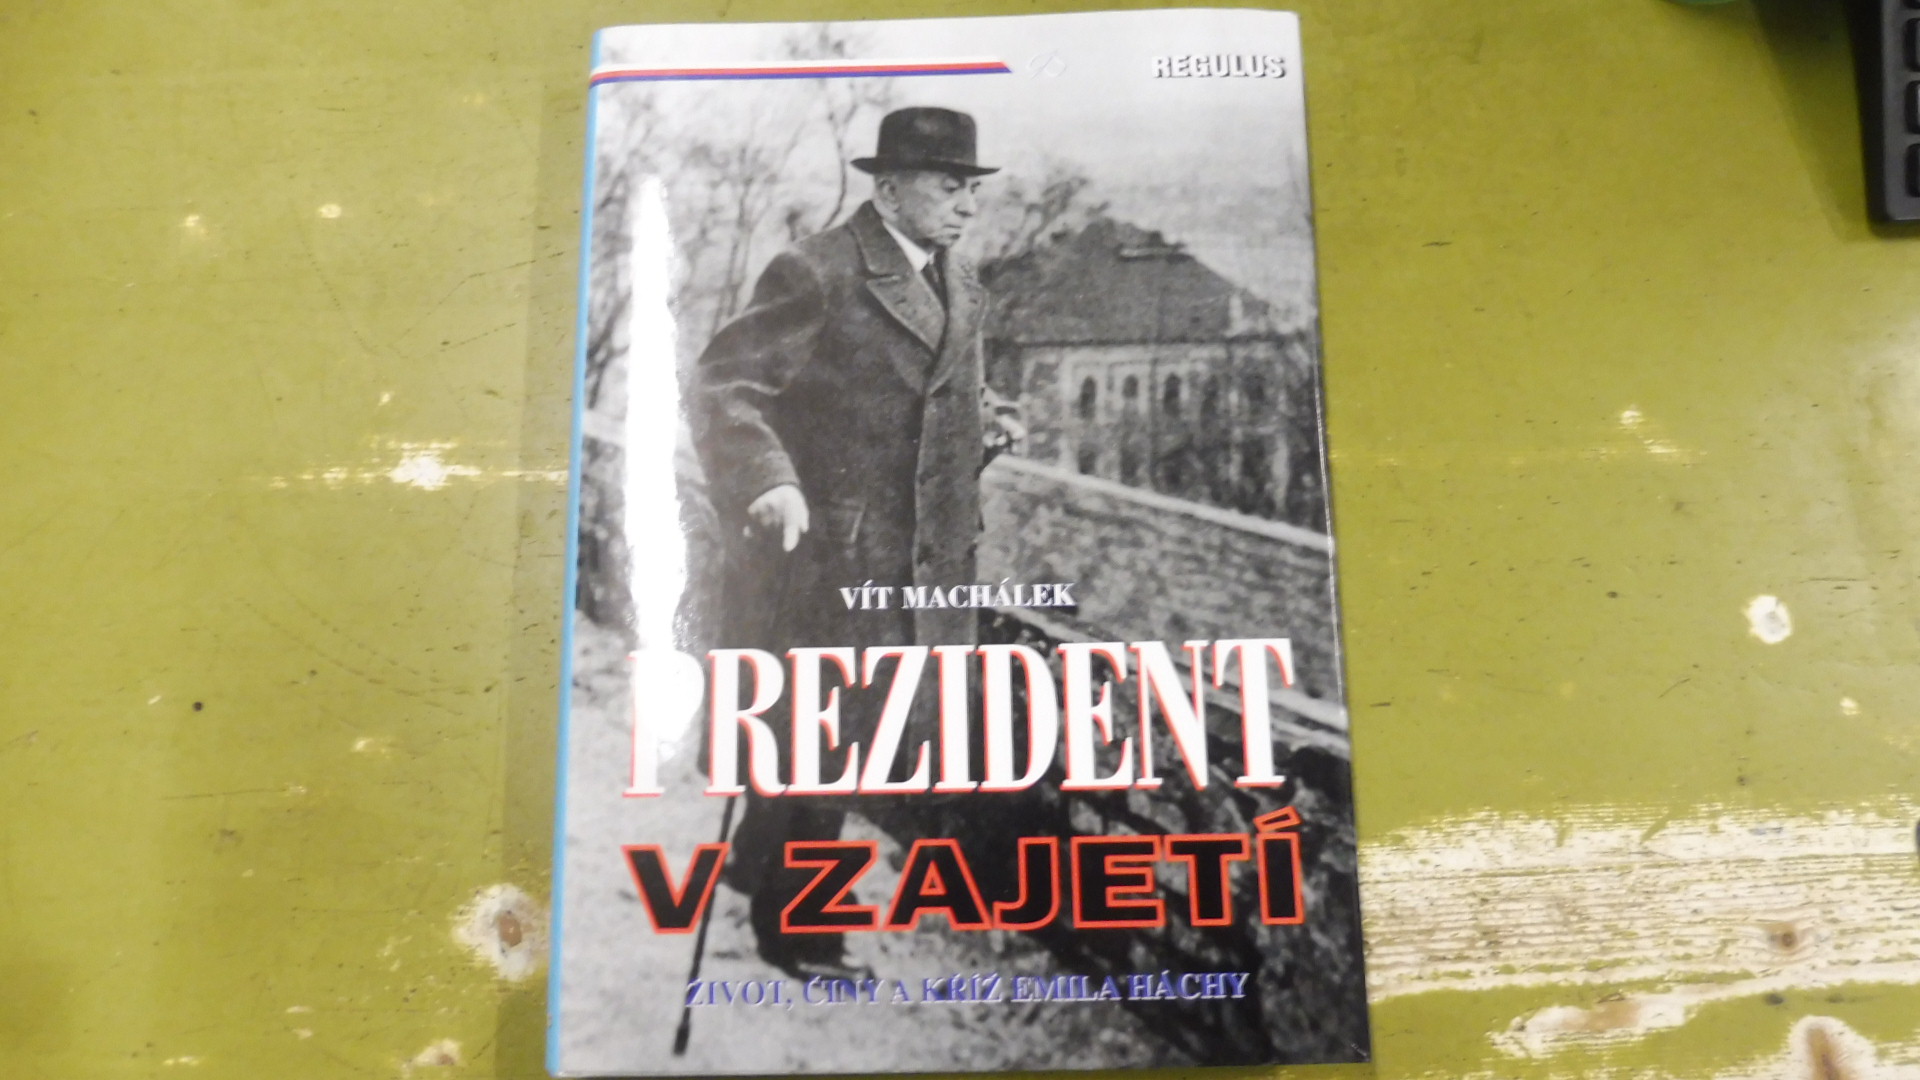 REGULUS
VÍT MACHÁLEK
PREZIDENT
V ZAJETÍ
ŽIVOT, ČINY A KŘÍŽ EMILA HÁCHY